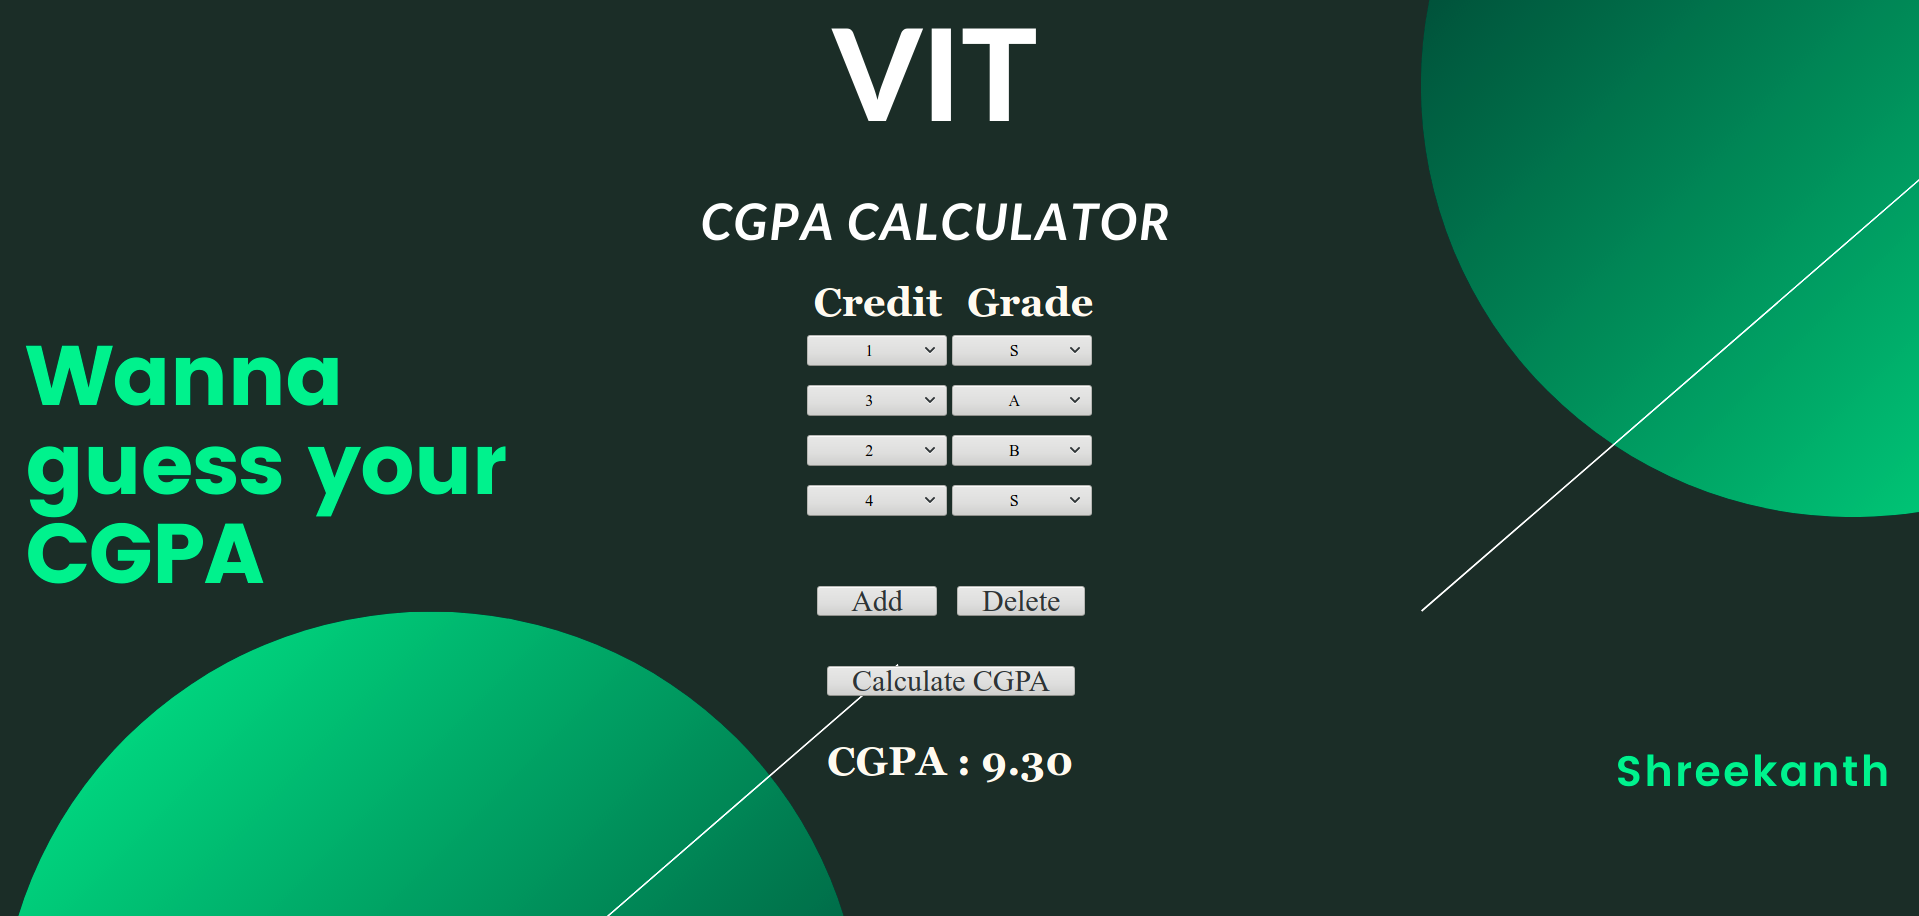 VIT
CGPA CALCULATOR
Credit Grade
1 S
3 A
2 B
4 S
Wanna
guess your
CGPA
Add Delete
Calculate CGPA
CGPA : 9.30
Shreekanth